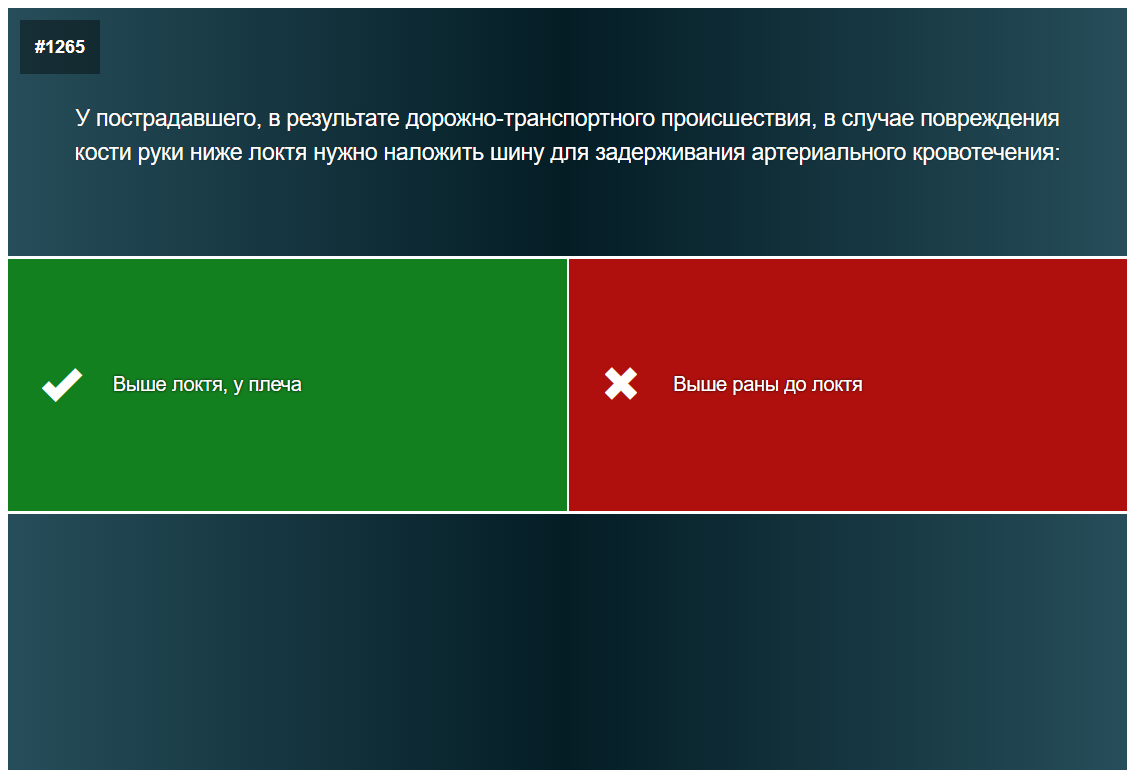 #1265
У пострадавшего, в результате дорожно-транспортного происшествия, в случае повреждения
кости руки ниже локтя нужно наложить шину для задерживания артериального кровотечения:
Выше локтя, у плеча
Выше раны до локтя